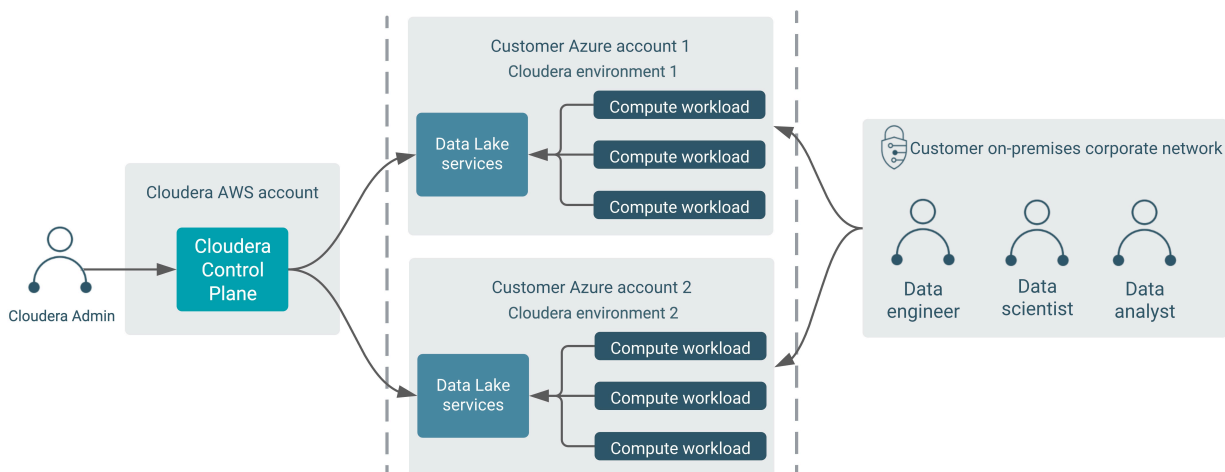 Cloudera Admin
Cloudera AWS account
Cloudera
Control
Plane
Customer Azure account 1
Cloudera environment 1
Data Lake
services
Compute workload
Compute workload
Compute workload
Customer Azure account 2
Cloudera environment 2
Data Lake
services
Compute workload
Compute workload
Compute workload
Customer on-premises corporate network
Data
engineer
Data
scientist
Data
analyst